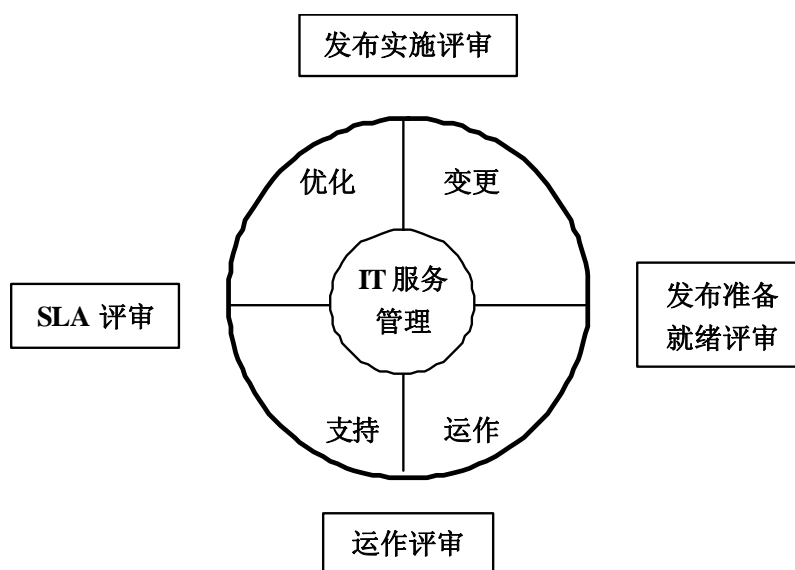 发布实施评审
优化
变更
IT 服务
管理
SLA 评审
发布准备
就绪评审
支持
运作
运作评审